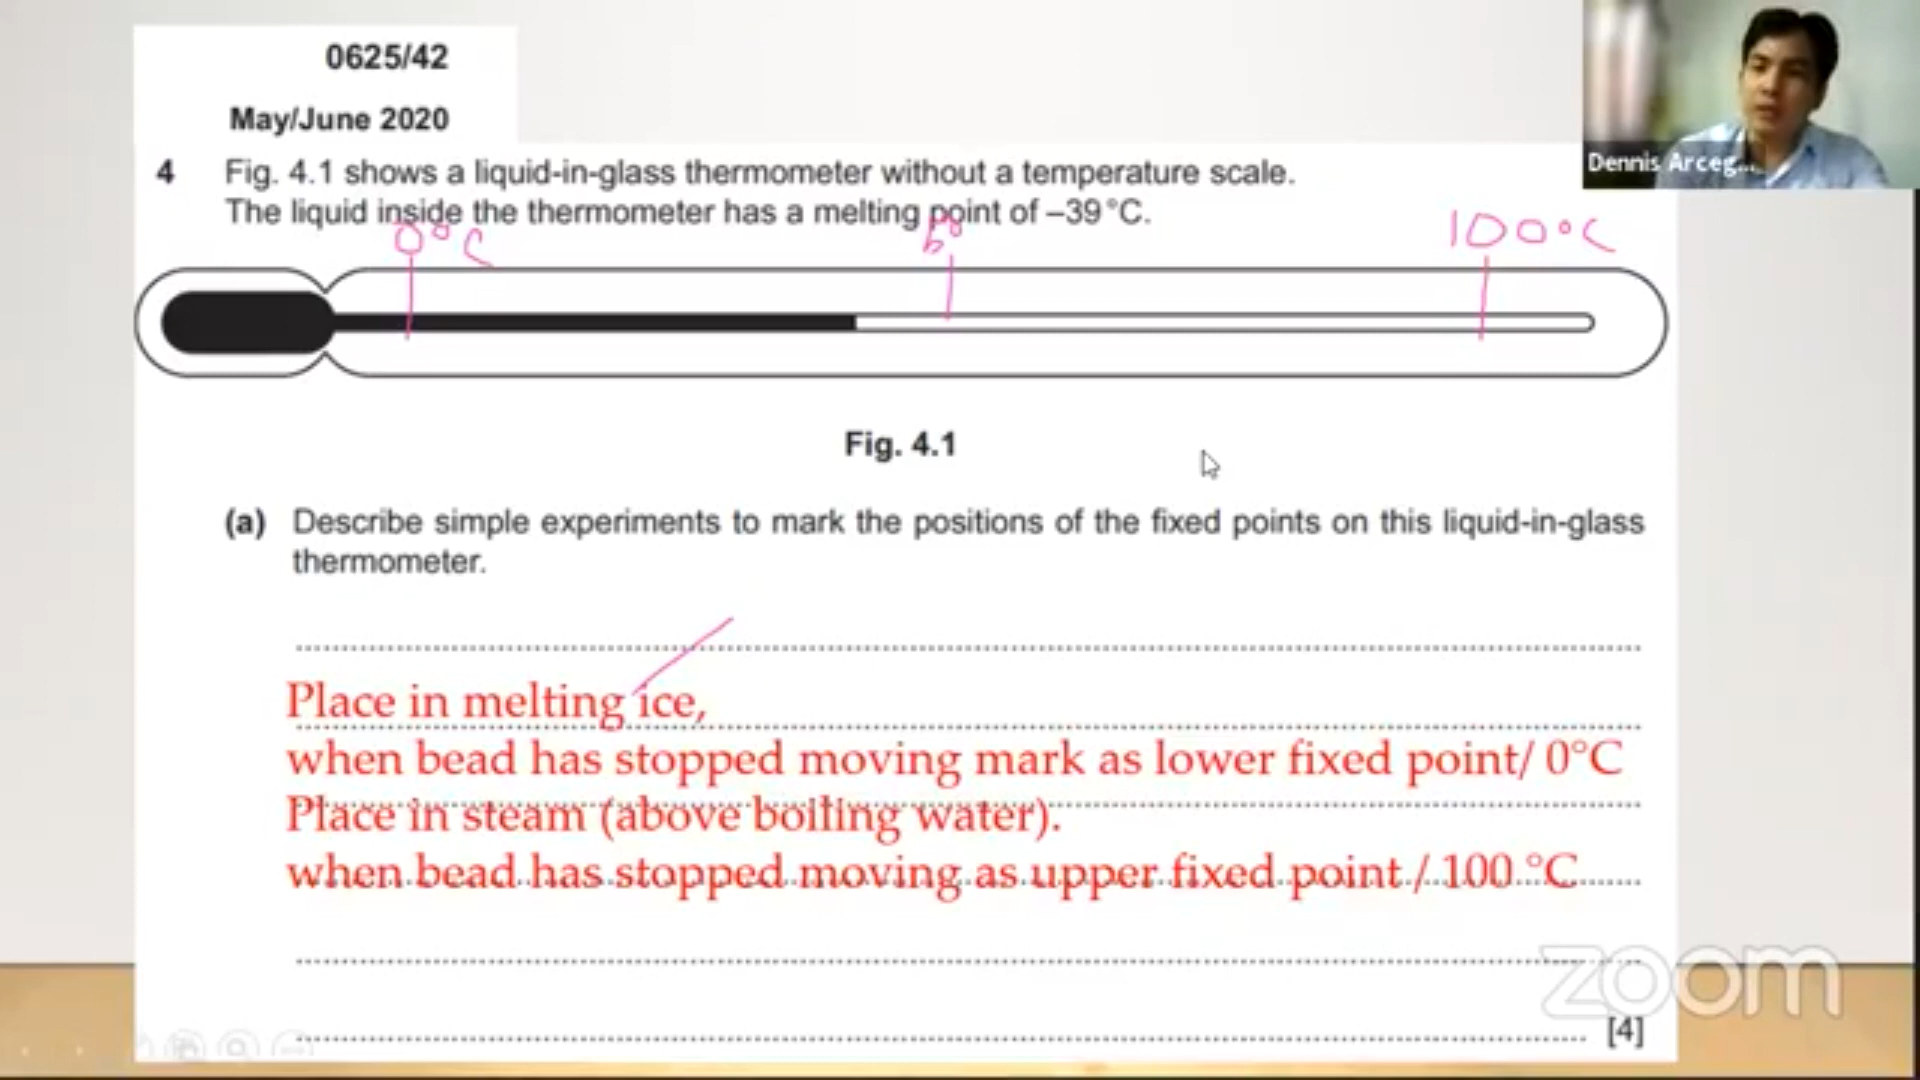 0625/42
May/June 2020
Dennis Arceg...
4 Fig. 4.1 shows a liquid-in-glass thermometer without a temperature scale.
The liquid inside the thermometer has a melting point of –39 °C.
0°C 50 100°C
Fig. 4.1
(a) Describe simple experiments to mark the positions of the fixed points on this liquid-in-glass
thermometer.
Place in melting ice,
when bead has stopped moving mark as lower fixed point/ 0°C
Place in steam (above boiling water).
when bead has stopped moving as upper fixed point / 100 °C
zoom
[4]